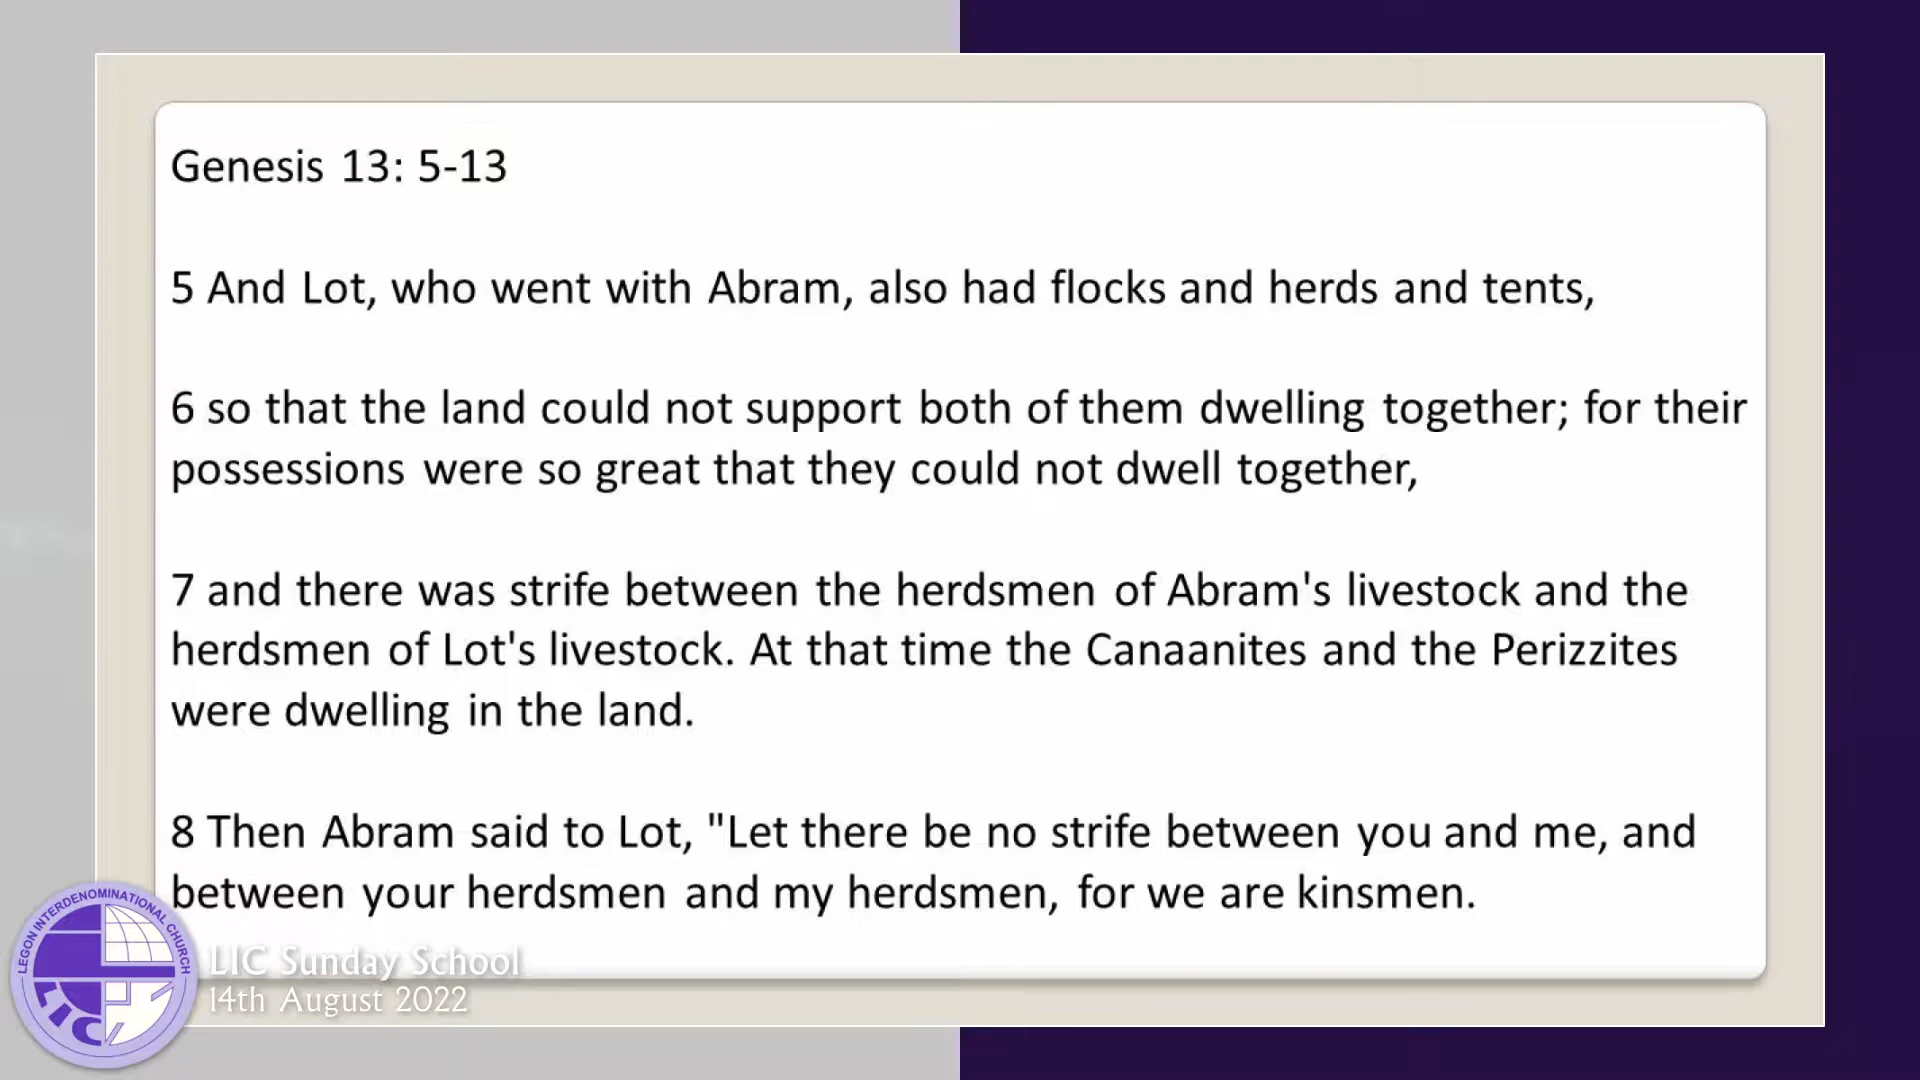 Genesis 13: 5-13
5 And Lot, who went with Abram, also had flocks and herds and tents,
6 so that the land could not support both of them dwelling together; for their
possessions were so great that they could not dwell together,
7 and there was strife between the herdsmen of Abram's livestock and the
herdsmen of Lot's livestock. At that time the Canaanites and the Perizzites
were dwelling in the land.
8 Then Abram said to Lot, "Let there be no strife between you and me, and
between your herdsmen and my herdsmen, for we are kinsmen.
LEGON INTERDENOMINATIONAL CHURCH
LIC
LIC Sunday School
14th August 2022